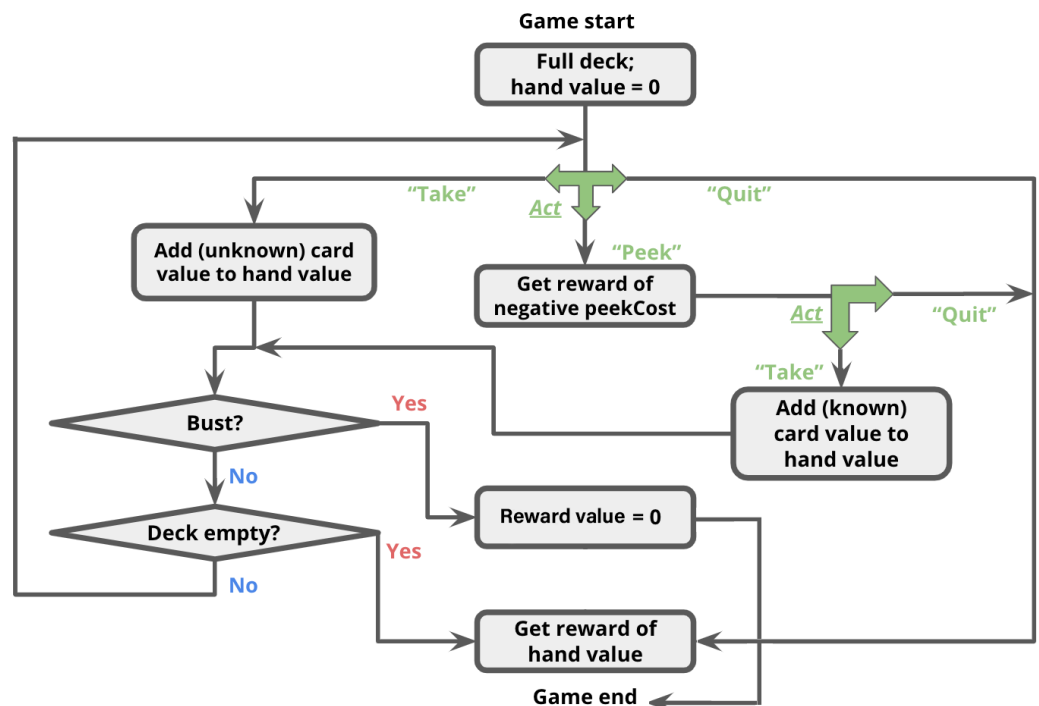 Game start
Full deck;
hand value = 0
“Take”
“Quit”
Act
“Peek”
Add (unknown) card
value to hand value
Get reward of
negative peekCost
Act
“Quit”
“Take”
Add (known)
card value to
hand value
Bust?
Yes
No
Reward value = 0
Deck empty?
Yes
No
Get reward of
hand value
Game end